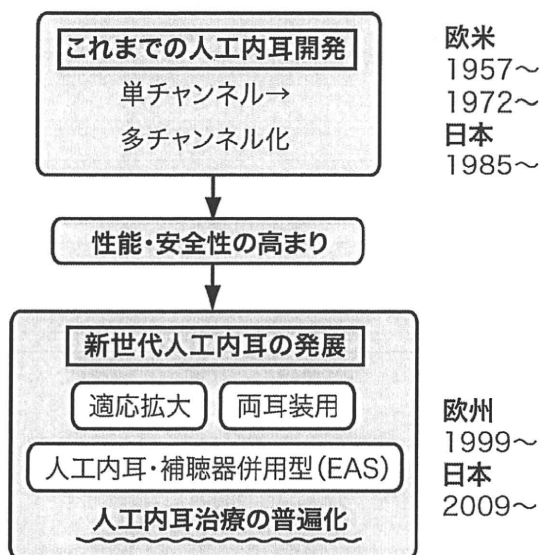 これまでの人工内耳開発
単チャンネル→
多チャンネル化
欧米
1957〜
1972〜
日本
1985〜
性能・安全性の高まり
新世代人工内耳の発展
適応拡大
両耳装用
人工内耳・補聴器併用型(EAS)
人工内耳治療の普遍化
欧州
1999〜
日本
2009〜